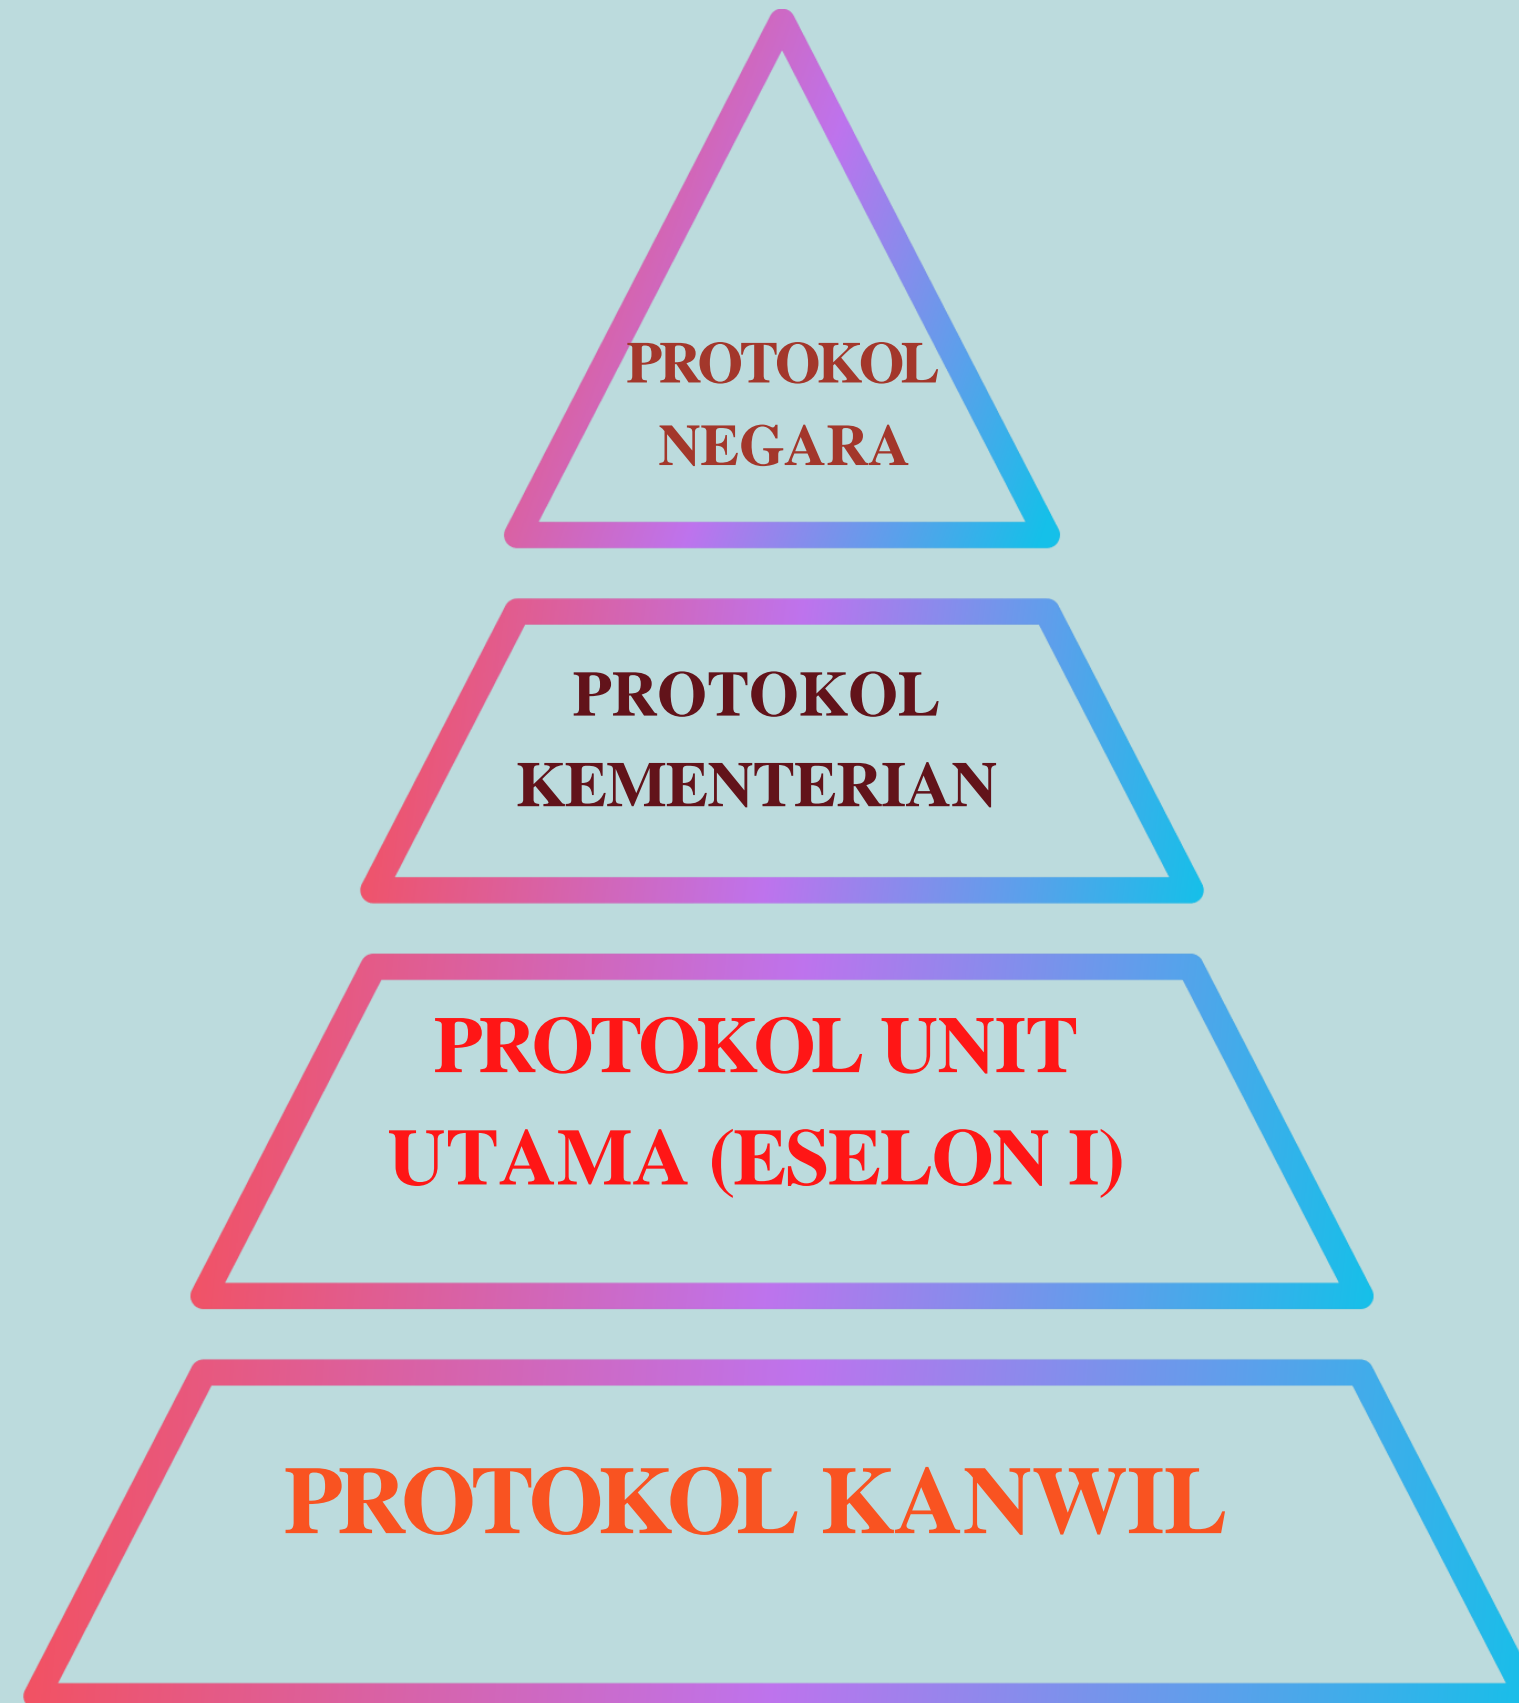 PROTOKOL
NEGARA
PROTOKOL
KEMENTERIAN
PROTOKOL UNIT
UTAMA (ESELON I)
PROTOKOL KANWIL